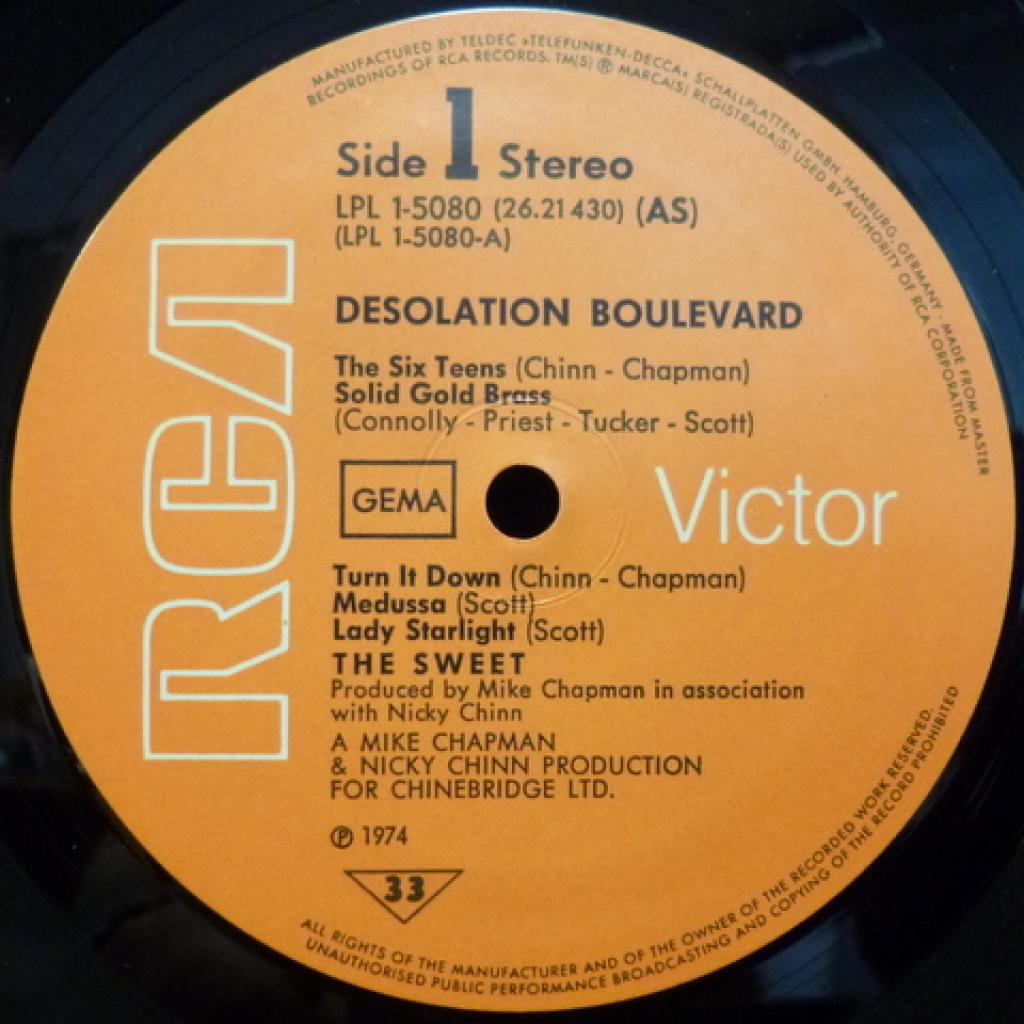 MANUFACTURED BY TELDEC »TELEFUNKEN-DECCA« SCHALLPLATTEN GMBH. HAMBURG, GERMANY · MADE FROM MASTER
RECORDINGS OF RCA RECORDS. TM(S) ® MARCA(S) REGISTRADA(S) USED BY AUTHORITY OF RCA CORPORATION
Side 1 Stereo
LPL 1-5080 (26.21 430) (AS)
(LPL 1-5080-A)
DESOLATION BOULEVARD
The Six Teens (Chinn - Chapman)
Solid Gold Brass
(Connolly - Priest - Tucker - Scott)
RCA
GEMA
Victor
Turn It Down (Chinn - Chapman)
Medussa (Scott)
Lady Starlight (Scott)
THE SWEET
Produced by Mike Chapman in association
with Nicky Chinn
A MIKE CHAPMAN
& NICKY CHINN PRODUCTION
FOR CHINEBRIDGE LTD.
℗ 1974
33
ALL RIGHTS OF THE MANUFACTURER AND OF THE OWNER OF THE RECORDED WORK RESERVED.
UNAUTHORISED PUBLIC PERFORMANCE BROADCASTING AND COPYING OF THE RECORD PROHIBITED